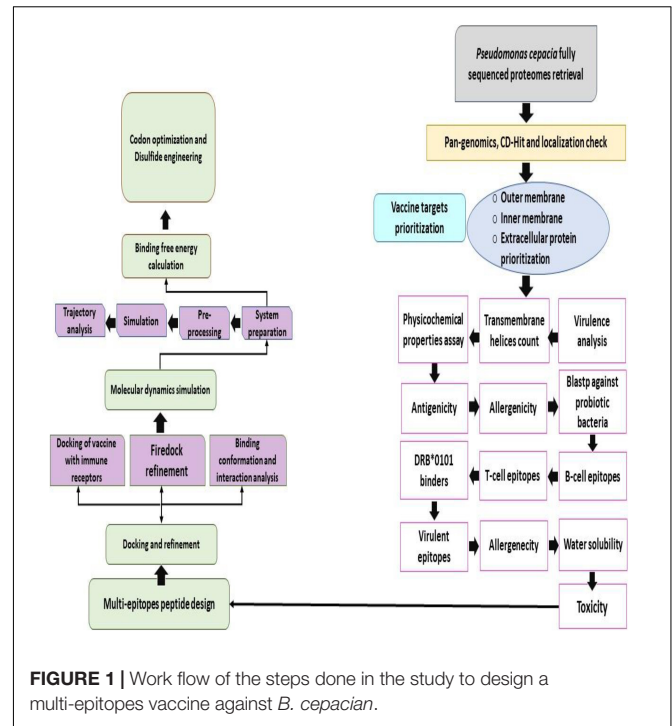 Pseudomonas cepacia fully
sequenced proteomes retrieval
Pan-genomics, CD-Hit and localization check
Vaccine targets
prioritization
Outer membrane
Inner membrane
Extracellular protein
prioritization
Physicochemical
properties assay
Transmembrane
helices count
Virulence
analysis
Antigenicity
Allergenicity
Blastp against
probiotic
bacteria
DRB*0101
binders
T-cell epitopes
B-cell epitopes
Virulent
epitopes
Allergenecity
Water solubility
Toxicity
Codon optimization and
Disulfide engineering
Binding free energy
calculation
Trajectory
analysis
Simulation
Pre-
processing
System
preparation
Molecular dynamics simulation
Docking of vaccine
with immune
receptors
Firedock
refinement
Binding
conformation and
interaction analysis
Docking and refinement
Multi-epitopes peptide design
FIGURE 1 | Work flow of the steps done in the study to design a
multi-epitopes vaccine against B. cepacian.